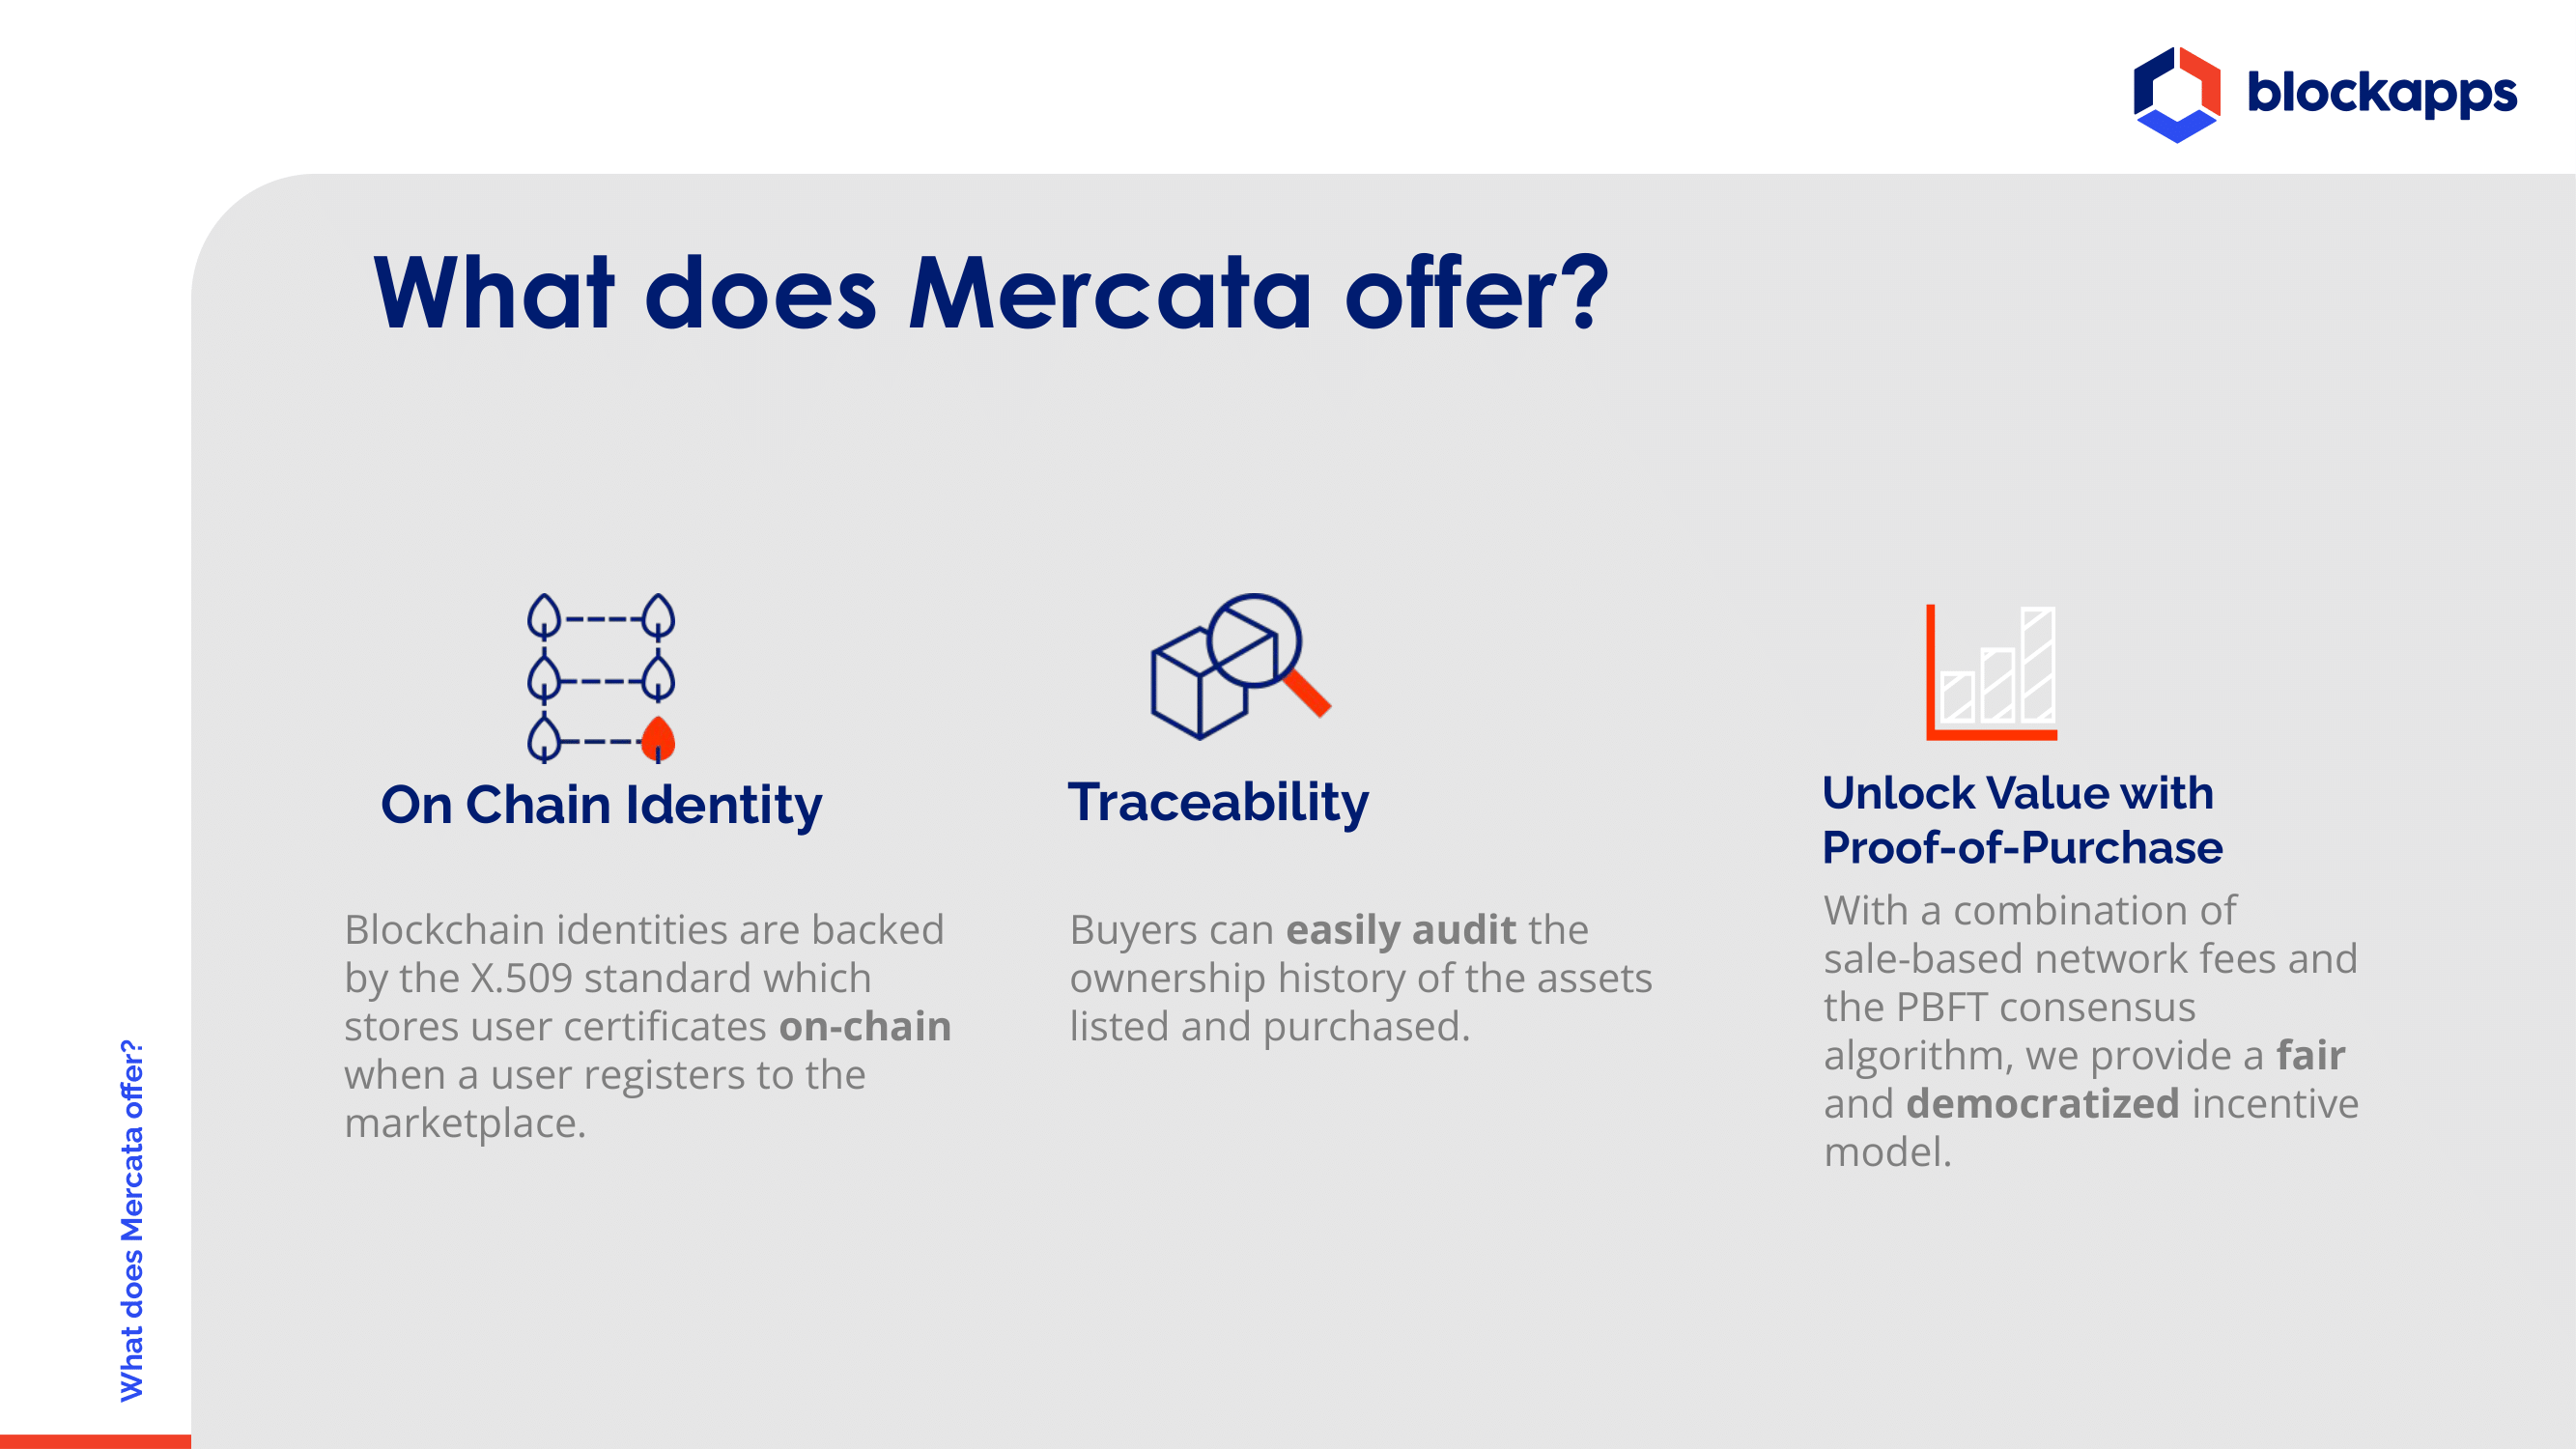 blockapps
What does Mercata offer?
On Chain Identity
Blockchain identities are backed
by the X.509 standard which
stores user certificates on-chain
when a user registers to the
marketplace.
Traceability
Buyers can easily audit the
ownership history of the assets
listed and purchased.
Unlock Value with
Proof-of-Purchase
With a combination of
sale-based network fees and
the PBFT consensus
algorithm, we provide a fair
and democratized incentive
model.
What does Mercata offer?